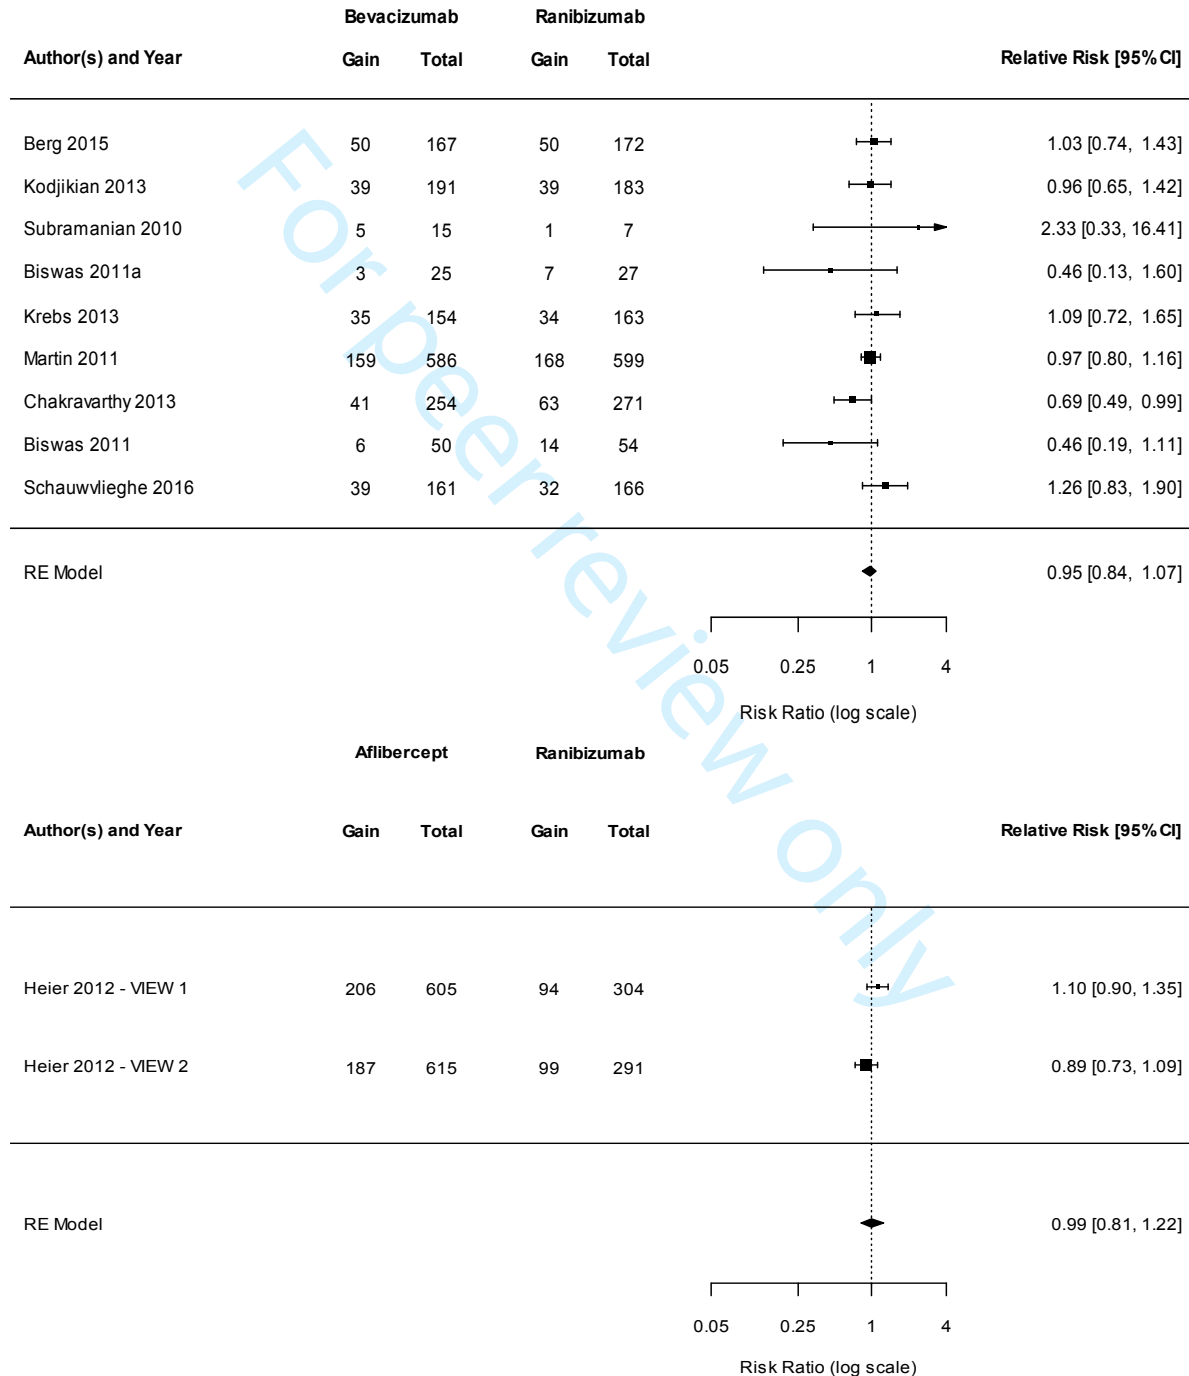 Bevacizumab Ranibizumab
Author(s) and Year Gain Total Gain Total Relative Risk [95%CI]
Berg 2015 50 167 50 172 1.03 [0.74, 1.43]
Kodjikian 2013 39 191 39 183 0.96 [0.65, 1.42]
Subramanian 2010 5 15 1 7 2.33 [0.33, 16.41]
Biswas 2011a 3 25 7 27 0.46 [0.13, 1.60]
Krebs 2013 35 154 34 163 1.09 [0.72, 1.65]
Martin 2011 159 586 168 599 0.97 [0.80, 1.16]
Chakravarthy 2013 41 254 63 271 0.69 [0.49, 0.99]
Biswas 2011 6 50 14 54 0.46 [0.19, 1.11]
Schauwvlieghe 2016 39 161 32 166 1.26 [0.83, 1.90]
RE Model 0.95 [0.84, 1.07]
0.05 0.25 1 4
Risk Ratio (log scale)
Aflibercept Ranibizumab
Author(s) and Year Gain Total Gain Total Relative Risk [95%CI]
Heier 2012 - VIEW 1 206 605 94 304 1.10 [0.90, 1.35]
Heier 2012 - VIEW 2 187 615 99 291 0.89 [0.73, 1.09]
RE Model 0.99 [0.81, 1.22]
0.05 0.25 1 4
Risk Ratio (log scale)
For peer review only